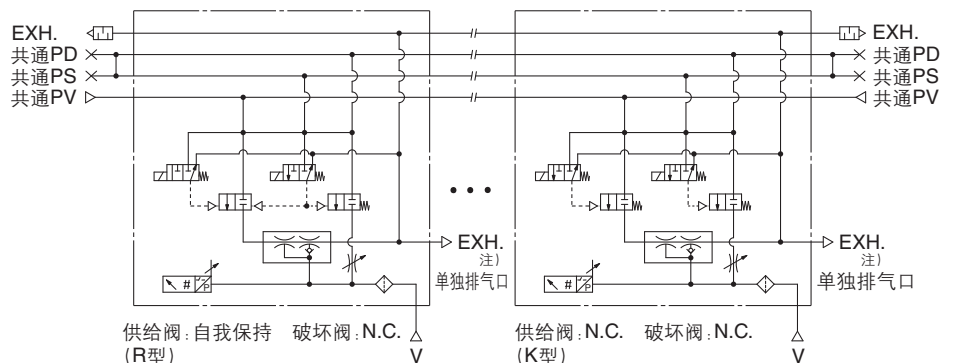 EXH.
共通PD
共通PS
共通PV
EXH.
共通PD
共通PS
共通PV
EXH.
注）
单独排气口
EXH.
注）
单独排气口
#
P
#
P
供给阀：自我保持
（R型）
破坏阀：N.C.
V
供给阀：N.C.
（K型）
破坏阀：N.C.
V